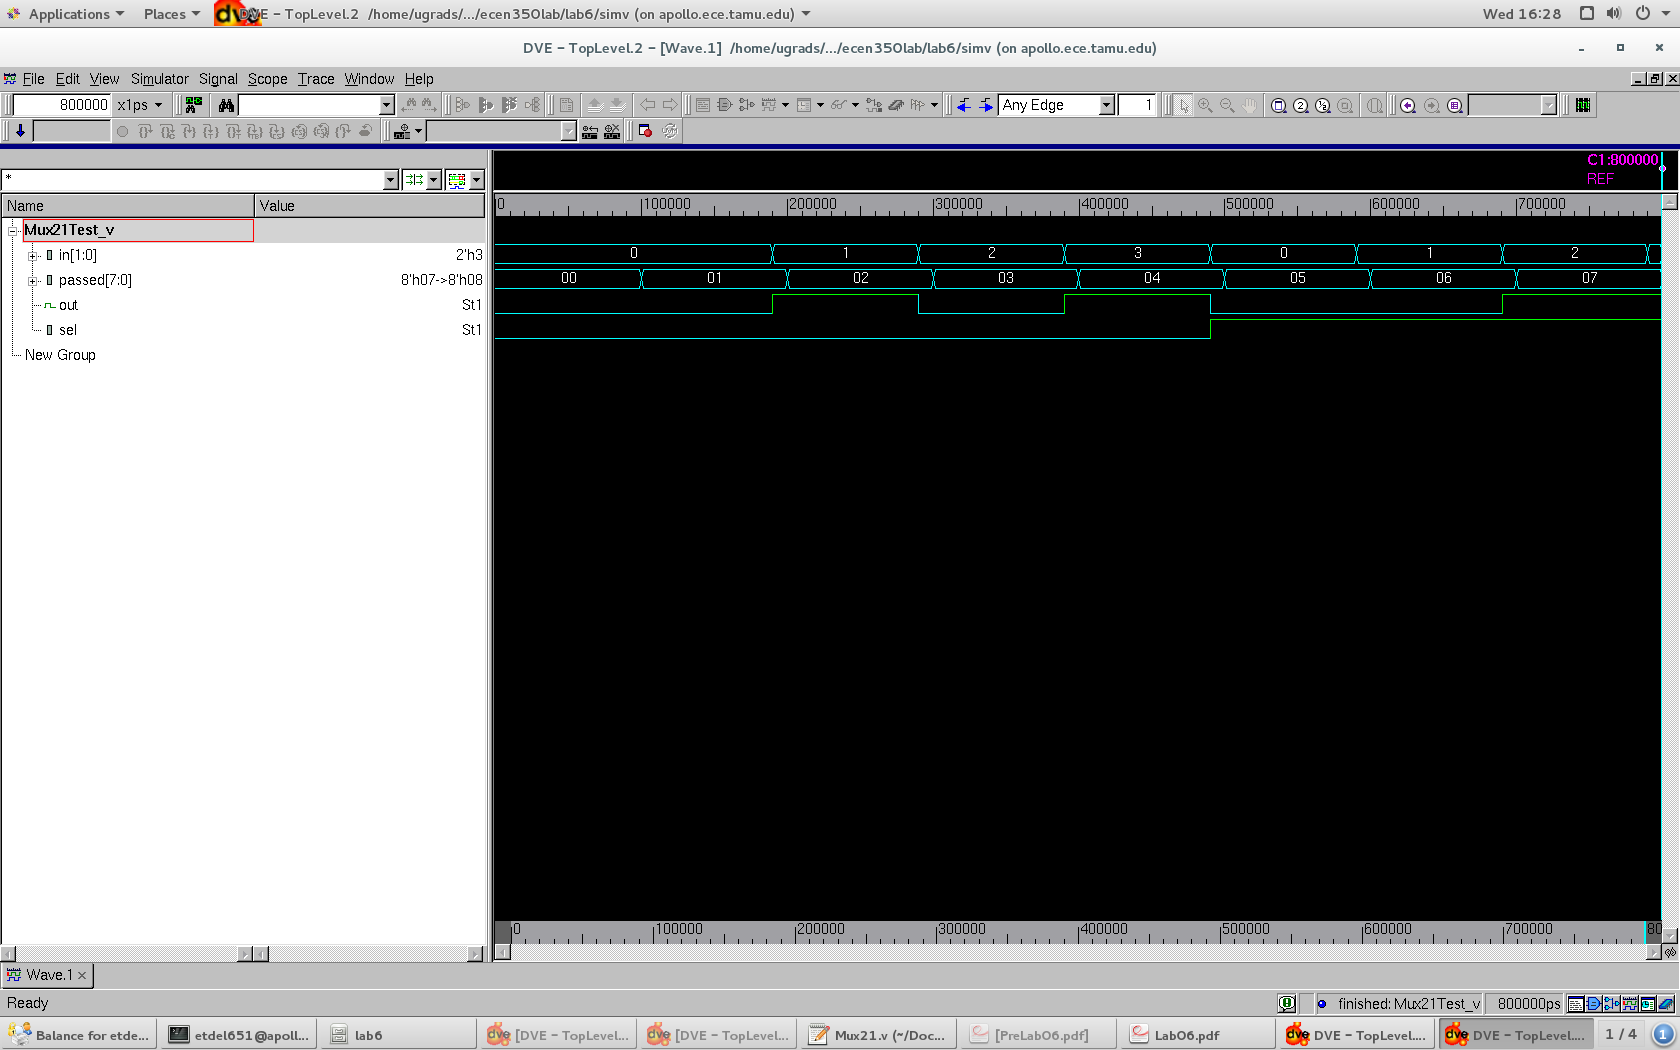 Applications Places DVE - TopLevel.2 /home/ugrads/.../ecen350lab/lab6/simv (on apollo.ece.tamu.edu) Wed 16:28
DVE - TopLevel.2 - [Wave.1] /home/ugrads/.../ecen350lab/lab6/simv (on apollo.ece.tamu.edu)
File Edit View Simulator Signal Scope Trace Window Help
800000 x1ps Any Edge 1
C1:800000
REF
*
Name Value
0 100000 200000 300000 400000 500000 600000 700000
Mux21Test_v
in[1:0] 2'h3 0 1 2 3 0 1 2
passed[7:0] 8'h07->8'h08 00 01 02 03 04 05 06 07
out St1
sel St1
New Group
0 100000 200000 300000 400000 500000 600000 700000 80
Wave.1
Ready finished: Mux21Test_v 800000ps
Balance for etde... etdel651@apoll... lab6 [DVE - TopLevel... [DVE - TopLevel... Mux21.v (~/Doc... [PreLab06.pdf] Lab06.pdf DVE - TopLevel.... DVE - TopLevel.... 1 / 4 1